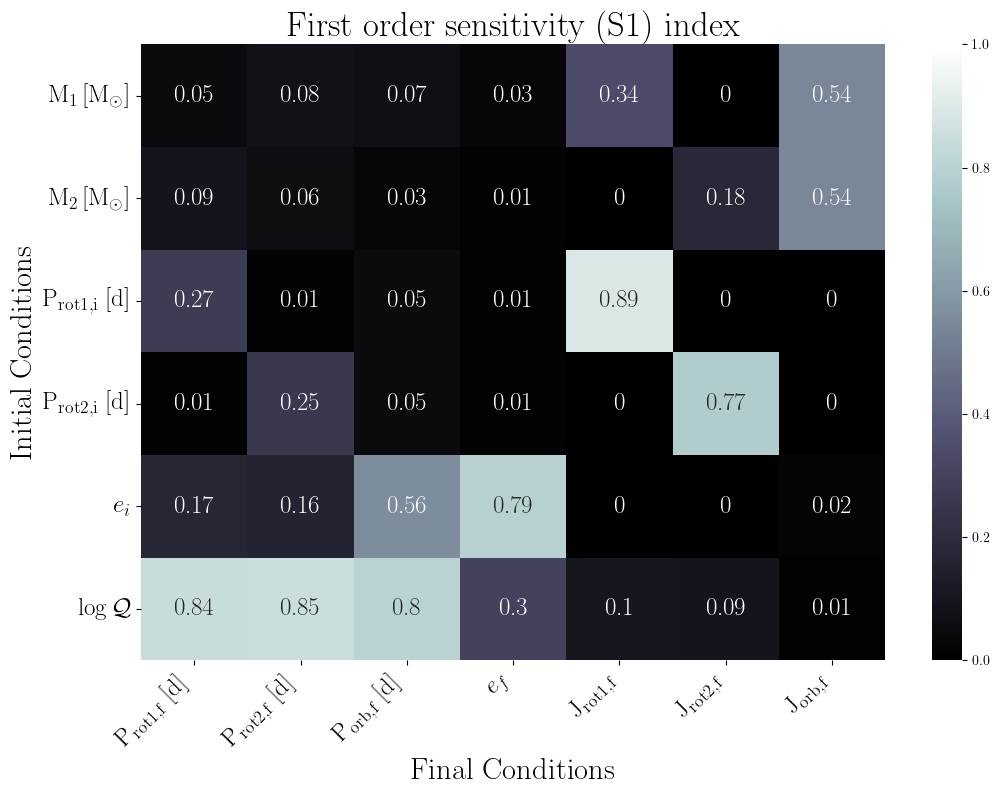 First order sensitivity (S1) index
Initial Conditions
M₁ [M☉] 0.05 0.08 0.07 0.03 0.34 0 0.54
M₂ [M☉] 0.09 0.06 0.03 0.01 0 0.18 0.54
P_rot1,i [d] 0.27 0.01 0.05 0.01 0.89 0 0
P_rot2,i [d] 0.01 0.25 0.05 0.01 0 0.77 0
e_i 0.17 0.16 0.56 0.79 0 0 0.02
log 𝒬 0.84 0.85 0.8 0.3 0.1 0.09 0.01
P_rot1,f [d] P_rot2,f [d] P_orb,f [d] e_f J_rot1,f J_rot2,f J_orb,f
Final Conditions
1.0
0.8
0.6
0.4
0.2
0.0